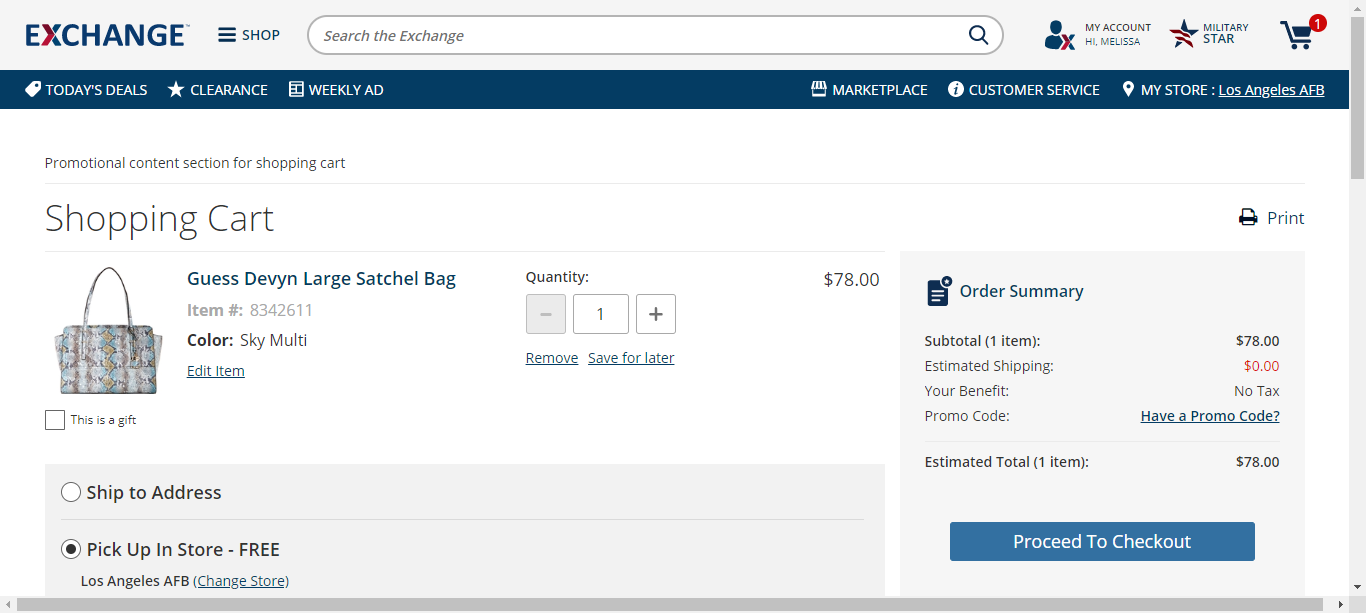 EXCHANGE
SHOP
Search the Exchange
MY ACCOUNT
HI, MELISSA
MILITARY
STAR
1
TODAY'S DEALS
CLEARANCE
WEEKLY AD
MARKETPLACE
CUSTOMER SERVICE
MY STORE : Los Angeles AFB
Promotional content section for shopping cart
Shopping Cart
Print
Guess Devyn Large Satchel Bag
Item #: 8342611
Color: Sky Multi
Edit Item
This is a gift
Quantity:
− 1 +
Remove Save for later
$78.00
Ship to Address
Pick Up In Store - FREE
Los Angeles AFB (Change Store)
Order Summary
Subtotal (1 item): $78.00
Estimated Shipping: $0.00
Your Benefit: No Tax
Promo Code: Have a Promo Code?
Estimated Total (1 item): $78.00
Proceed To Checkout